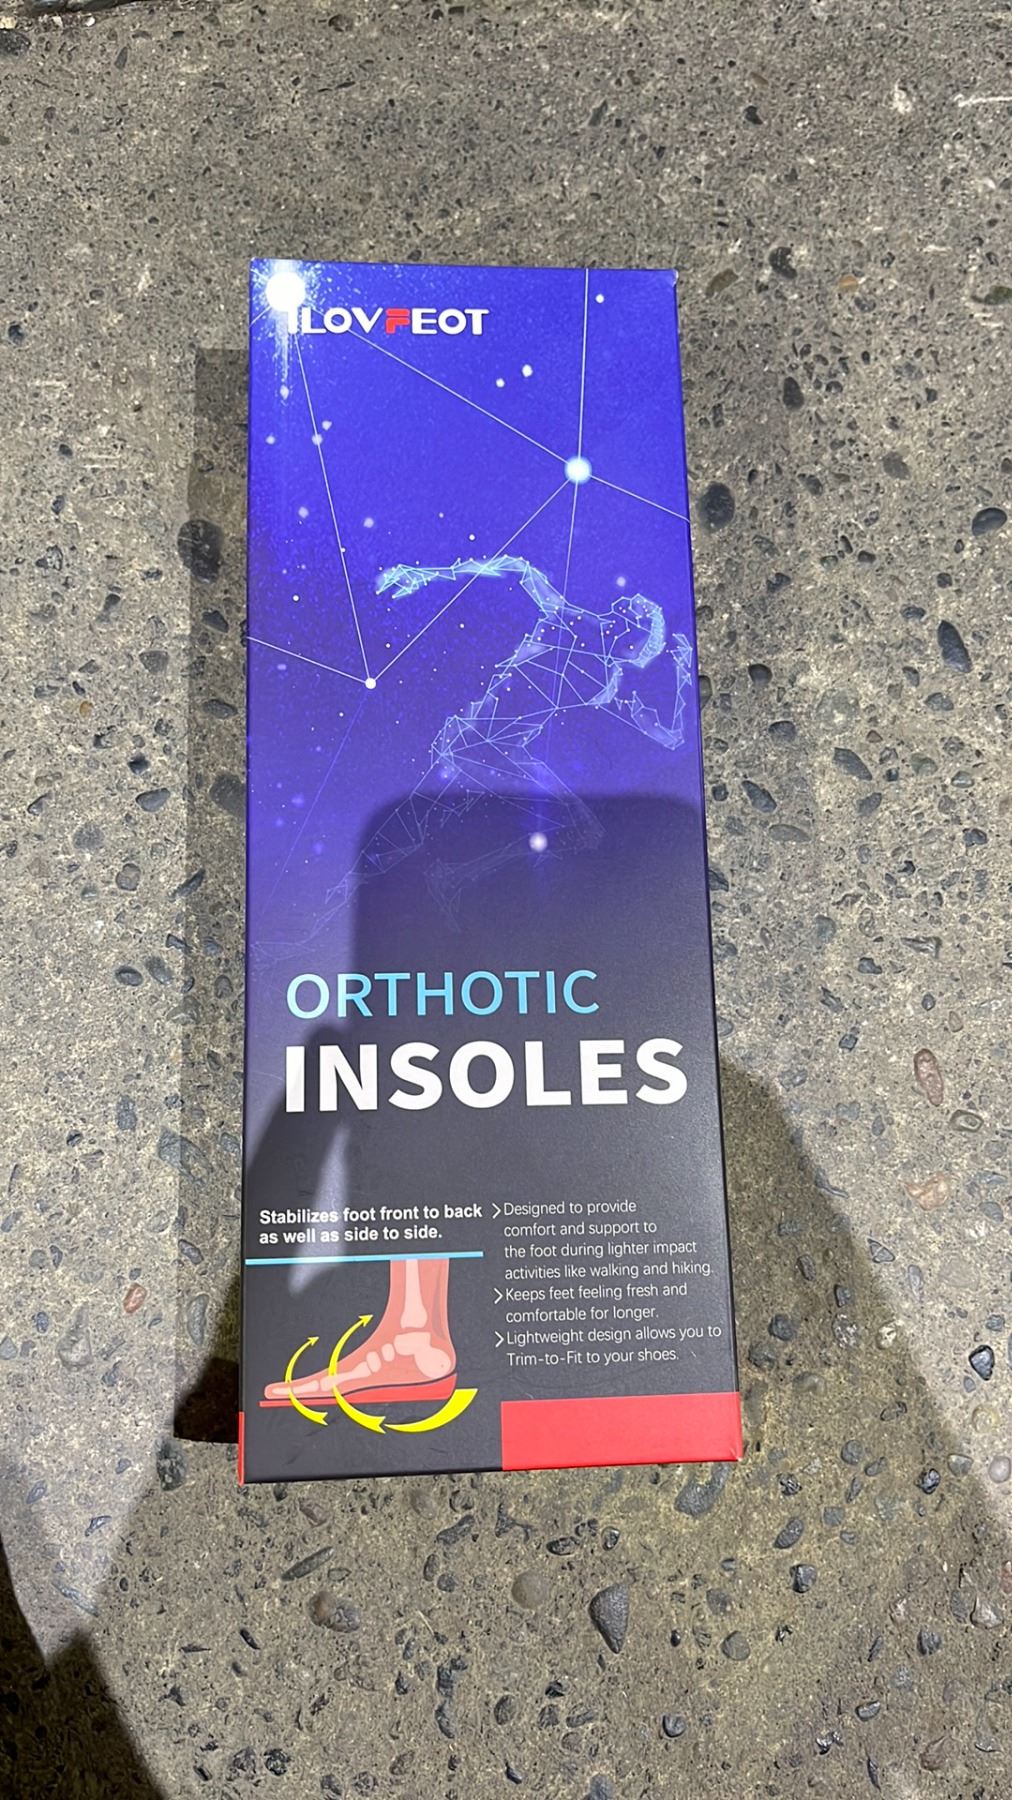 ILOVFEOT
ORTHOTIC
INSOLES
Stabilizes foot front to back
as well as side to side.
Designed to provide
comfort and support to
the foot during lighter impact
activities like walking and hiking.
Keeps feet feeling fresh and
comfortable for longer.
Lightweight design allows you to
Trim-to-Fit to your shoes.